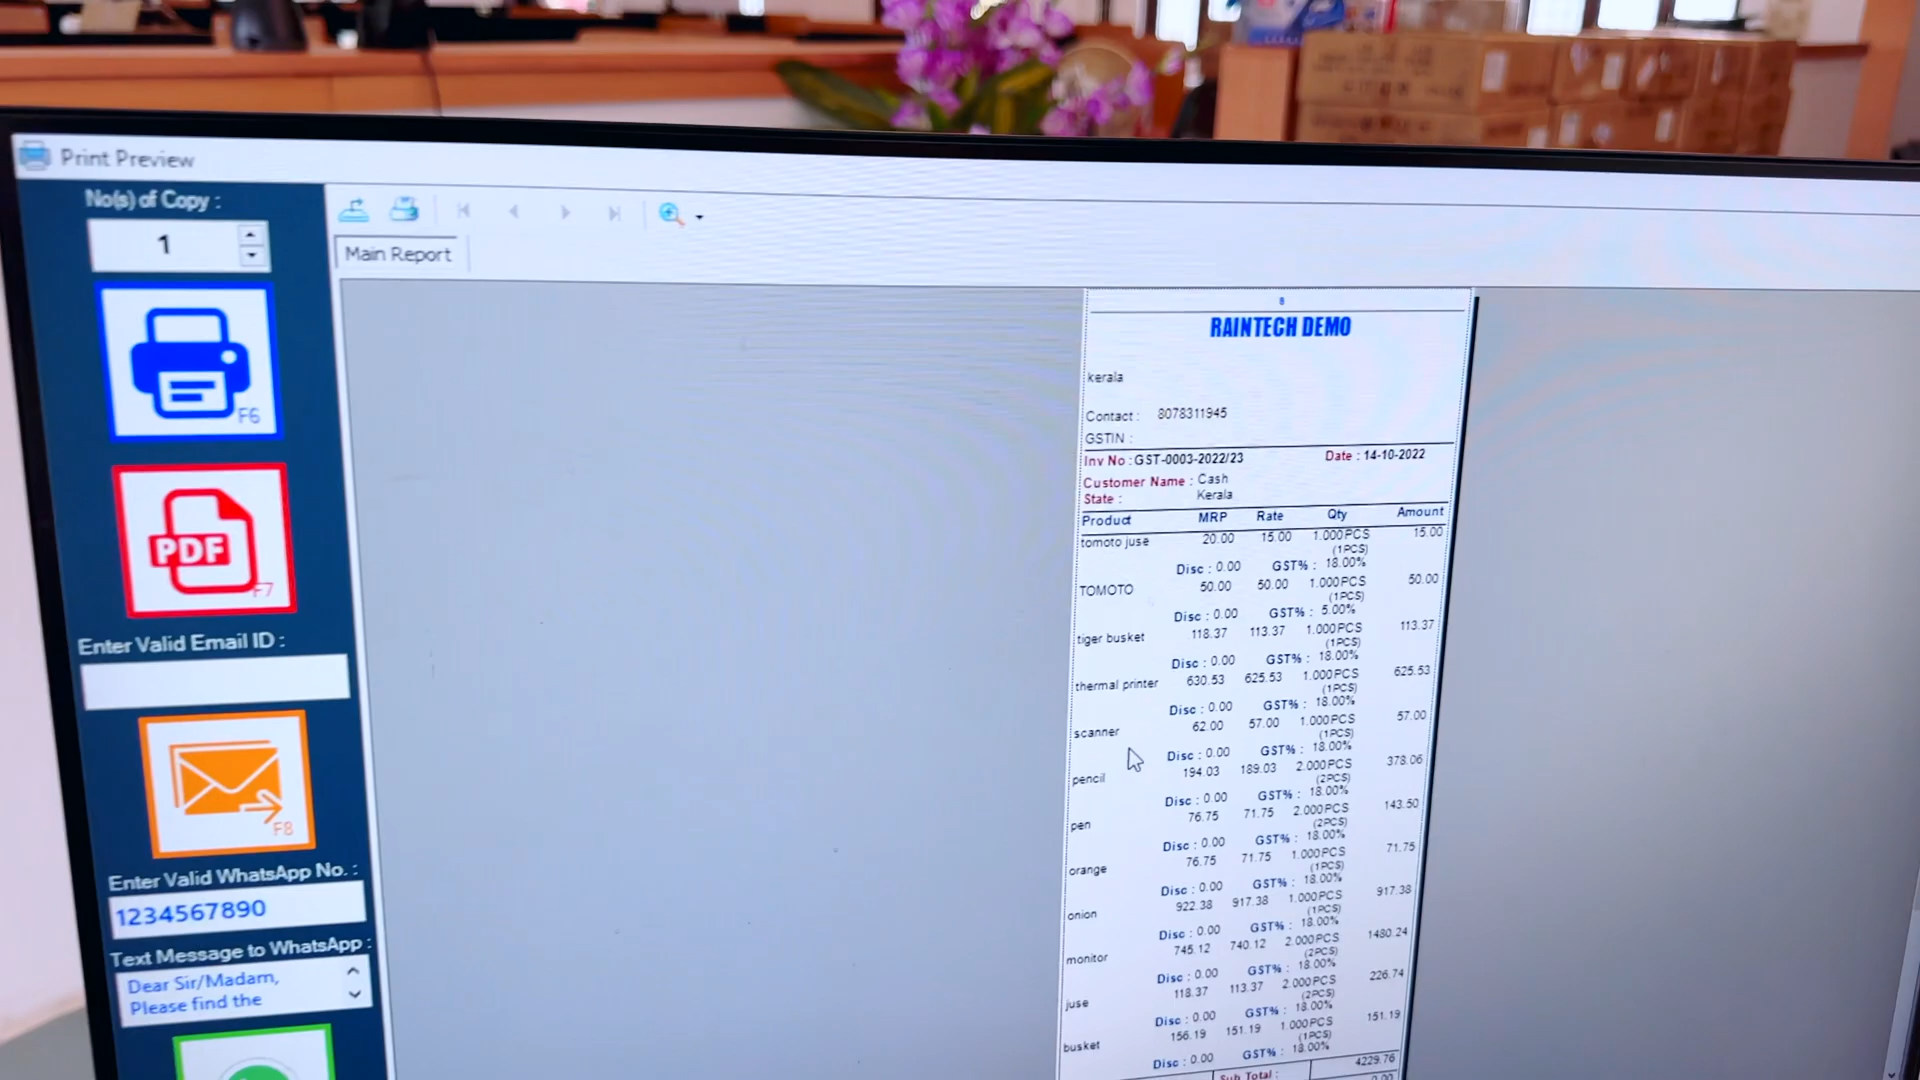 Print Preview
No(s) of Copy :
1
F6
PDF
F7
Enter Valid Email ID :
F8
Enter Valid WhatsApp No. :
1234567890
Text Message to WhatsApp :
Dear Sir/Madam,
Please find the
Main Report
RAINTECH DEMO
kerala
Contact : 8078311945
GSTIN :
Inv No : GST-0003-2022/23 Date : 14-10-2022
Customer Name : Cash
State : Kerala
Product MRP Rate Qty Amount
tomoto juse 20.00 15.00 1.000PCS 15.00
(1PCS)
Disc : 0.00 GST% : 18.00%
TOMOTO 50.00 50.00 1.000PCS 50.00
(1PCS)
Disc : 0.00 GST% : 5.00%
tiger busket 118.37 113.37 1.000PCS 113.37
(1PCS)
Disc : 0.00 GST% : 18.00%
thermal printer 630.53 625.53 1.000PCS 625.53
(1PCS)
Disc : 0.00 GST% : 18.00%
scanner 62.00 57.00 1.000PCS 57.00
(1PCS)
Disc : 0.00 GST% : 18.00%
pencil 194.03 189.03 2.000PCS 378.06
(2PCS)
Disc : 0.00 GST% : 18.00%
pen 76.75 71.75 2.000PCS 143.50
(2PCS)
Disc : 0.00 GST% : 18.00%
orange 76.75 71.75 1.000PCS 71.75
(1PCS)
Disc : 0.00 GST% : 18.00%
onion 922.38 917.38 1.000PCS 917.38
(1PCS)
Disc : 0.00 GST% : 18.00%
monitor 745.12 740.12 2.000PCS 1480.24
(2PCS)
Disc : 0.00 GST% : 18.00%
juse 118.37 113.37 2.000PCS 226.74
(2PCS)
Disc : 0.00 GST% : 18.00%
busket 156.19 151.19 1.000PCS 151.19
(1PCS)
Disc : 0.00 GST% : 18.00%
Sub Total : 4229.76
0.00